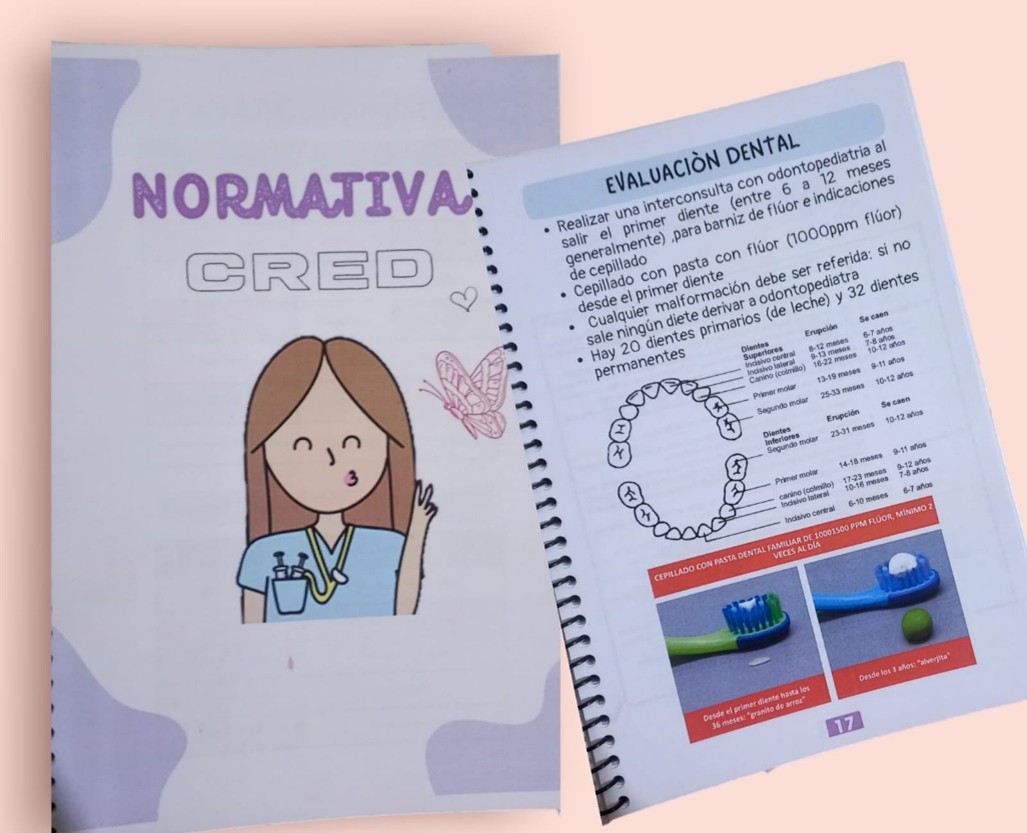 NORMATIVA
CRED
EVALUACIÒN DENTAL
• Realizar una interconsulta con odontopediatria al
salir el primer diente (entre 6 a 12 meses
generalmente) ,para barniz de flúor e indicaciones
de cepillado
• Cepillado con pasta con flúor (1000ppm flúor)
desde el primer diente
• Cualquier malformación debe ser referida: si no
sale ningún diete derivar a odontopediatra
• Hay 20 dientes primarios (de leche) y 32 dientes
permanentes
Dientes Superiores Erupción Se caen
Incisivo central 8-12 meses 6-7 años
Incisivo lateral 9-13 meses 7-8 años
Canino (colmillo) 16-22 meses 10-12 años
Primer molar 13-19 meses 9-11 años
Segundo molar 25-33 meses 10-12 años
Dientes Inferiores Erupción Se caen
Segundo molar 23-31 meses 10-12 años
Primer molar 14-18 meses 9-11 años
canino (colmillo) 17-23 meses 9-12 años
Incisivo lateral 10-16 meses 7-8 años
Incisivo central 6-10 meses 6-7 años
CEPILLADO CON PASTA DENTAL FAMILIAR DE 10001500 PPM FLÚOR, MÍNIMO 2
VECES AL DÍA
Desde el primer diente hasta los
36 meses: "granito de arroz"
Desde los 3 años: "alverjita"
17